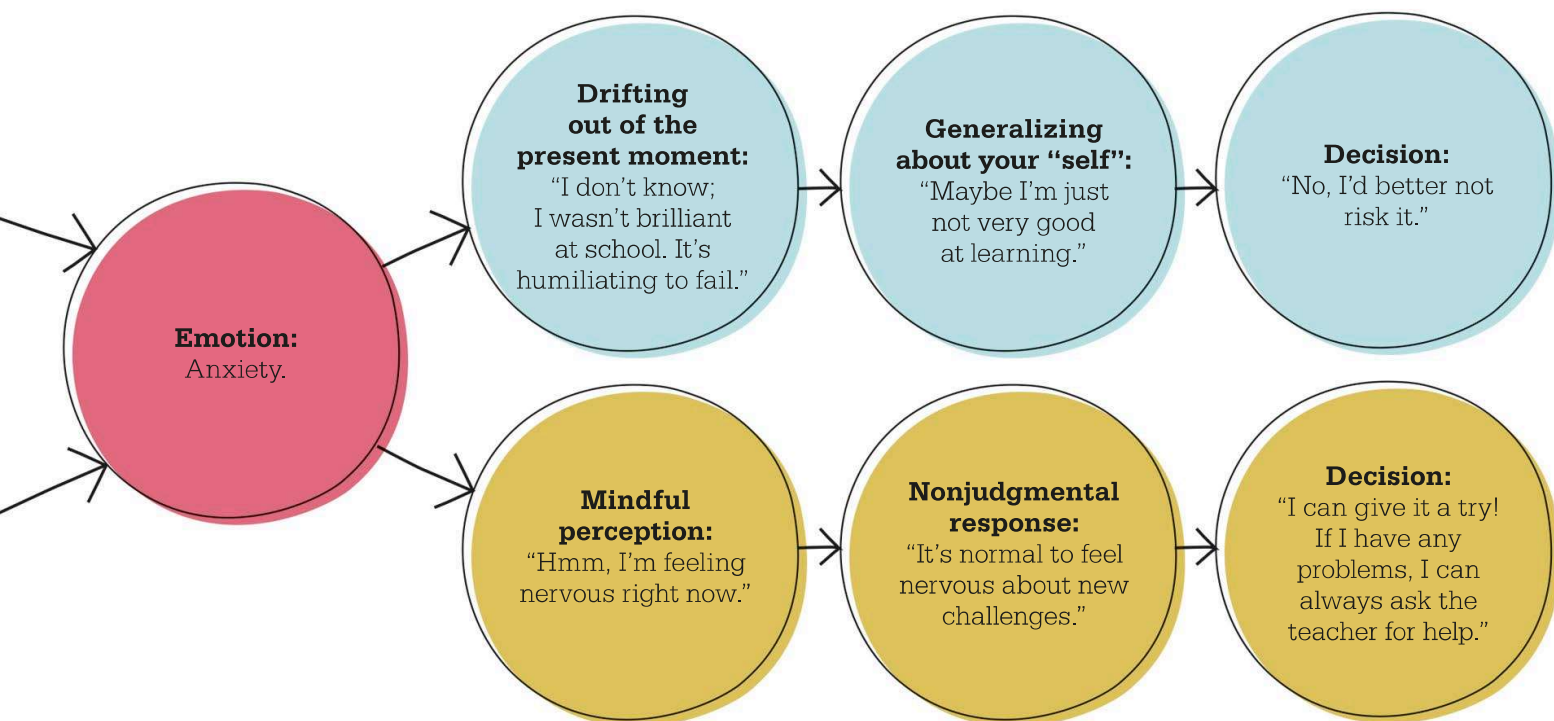 Emotion:
Anxiety.
Drifting
out of the
present moment:
“I don’t know;
I wasn’t brilliant
at school. It’s
humiliating to fail.”
Generalizing
about your “self”:
“Maybe I’m just
not very good
at learning.”
Decision:
“No, I’d better not
risk it.”
Mindful
perception:
“Hmm, I’m feeling
nervous right now.”
Nonjudgmental
response:
“It’s normal to feel
nervous about new
challenges.”
Decision:
“I can give it a try!
If I have any
problems, I can
always ask the
teacher for help.”